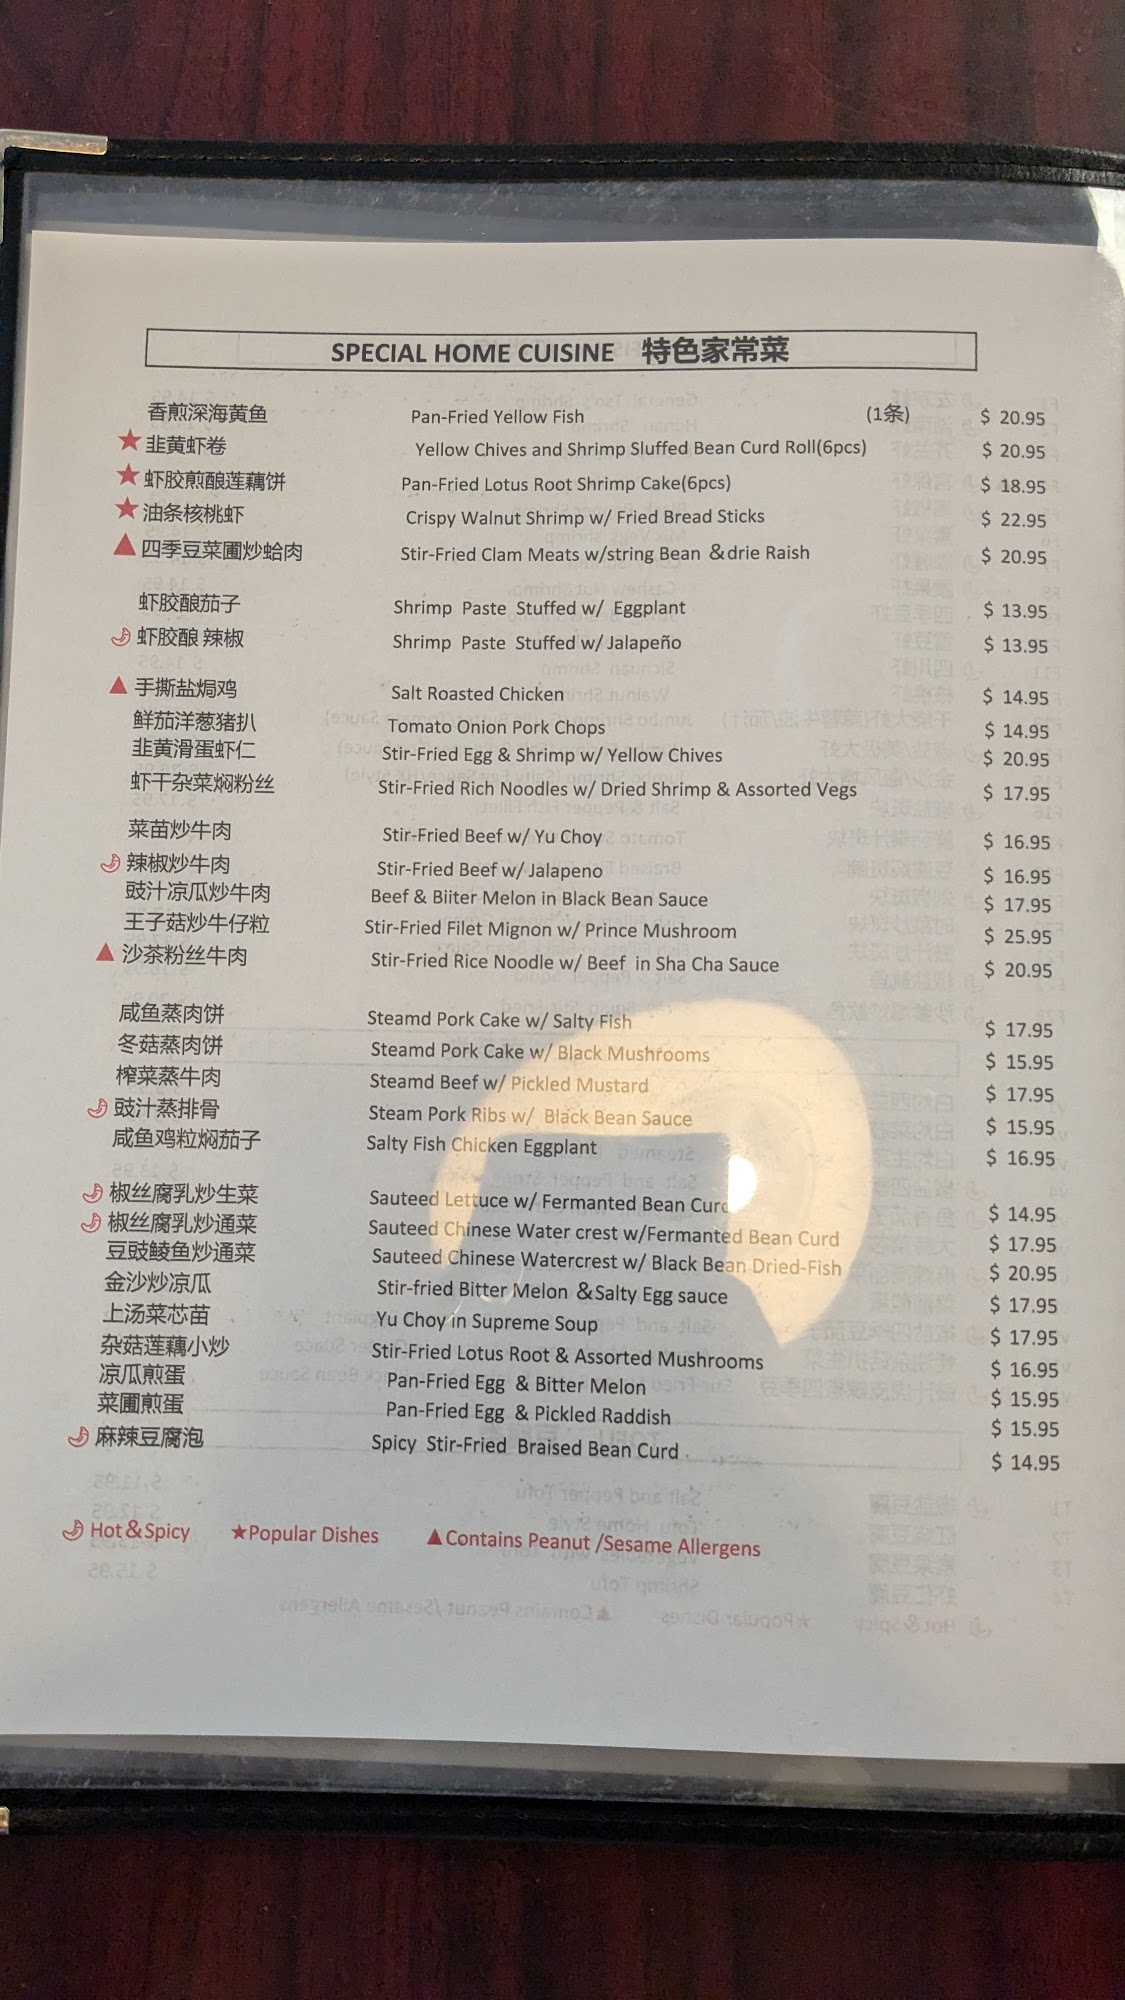 SPECIAL HOME CUISINE 特色家常菜
香煎深海黄鱼 Pan-Fried Yellow Fish (1条) $ 20.95
★ 韭黄虾卷 Yellow Chives and Shrimp Sluffed Bean Curd Roll(6pcs) $ 20.95
★ 虾胶煎酿莲藕饼 Pan-Fried Lotus Root Shrimp Cake(6pcs) $ 18.95
★ 油条核桃虾 Crispy Walnut Shrimp w/ Fried Bread Sticks $ 22.95
▲ 四季豆菜圃炒蛤肉 Stir-Fried Clam Meats w/string Bean &drie Raish $ 20.95
虾胶酿茄子 Shrimp Paste Stuffed w/ Eggplant $ 13.95
虾胶酿 辣椒 Shrimp Paste Stuffed w/ Jalapeño $ 13.95
▲ 手撕盐焗鸡 Salt Roasted Chicken $ 14.95
鲜茄洋葱猪扒 Tomato Onion Pork Chops $ 14.95
韭黄滑蛋虾仁 Stir-Fried Egg & Shrimp w/ Yellow Chives $ 20.95
虾干杂菜焖粉丝 Stir-Fried Rich Noodles w/ Dried Shrimp & Assorted Vegs $ 17.95
菜苗炒牛肉 Stir-Fried Beef w/ Yu Choy $ 16.95
辣椒炒牛肉 Stir-Fried Beef w/ Jalapeno $ 16.95
豉汁凉瓜炒牛肉 Beef & Biiter Melon in Black Bean Sauce $ 17.95
王子菇炒牛仔粒 Stir-Fried Filet Mignon w/ Prince Mushroom $ 25.95
▲ 沙茶粉丝牛肉 Stir-Fried Rice Noodle w/ Beef in Sha Cha Sauce $ 20.95
咸鱼蒸肉饼 Steamd Pork Cake w/ Salty Fish $ 17.95
冬菇蒸肉饼 Steamd Pork Cake w/ Black Mushrooms $ 15.95
榨菜蒸牛肉 Steamd Beef w/ Pickled Mustard $ 17.95
豉汁蒸排骨 Steam Pork Ribs w/ Black Bean Sauce $ 15.95
咸鱼鸡粒焖茄子 Salty Fish Chicken Eggplant $ 16.95
椒丝腐乳炒生菜 Sauteed Lettuce w/ Fermanted Bean Curd $ 14.95
椒丝腐乳炒通菜 Sauteed Chinese Water crest w/Fermanted Bean Curd $ 17.95
豆豉鲮鱼炒通菜 Sauteed Chinese Watercrest w/ Black Bean Dried-Fish $ 20.95
金沙炒凉瓜 Stir-fried Bitter Melon &Salty Egg sauce $ 17.95
上汤菜芯苗 Yu Choy in Supreme Soup $ 17.95
杂菇莲藕小炒 Stir-Fried Lotus Root & Assorted Mushrooms $ 16.95
凉瓜煎蛋 Pan-Fried Egg & Bitter Melon $ 15.95
菜圃煎蛋 Pan-Fried Egg & Pickled Raddish $ 15.95
麻辣豆腐泡 Spicy Stir-Fried Braised Bean Curd $ 14.95
Hot&Spicy ★Popular Dishes ▲Contains Peanut /Sesame Allergens